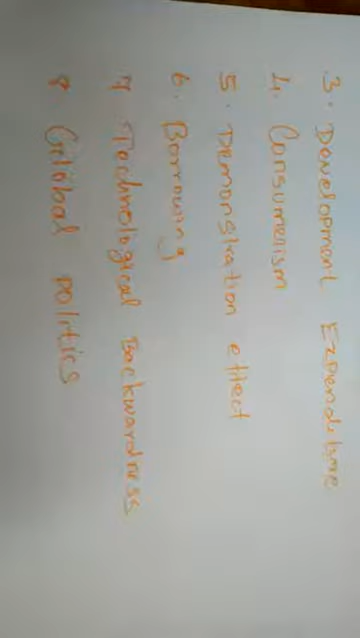 3. Development Expenditure
4. Consumerism
5. Demonstration effect
6. Borrowing
7 Technological Backwardness
8 Global politics